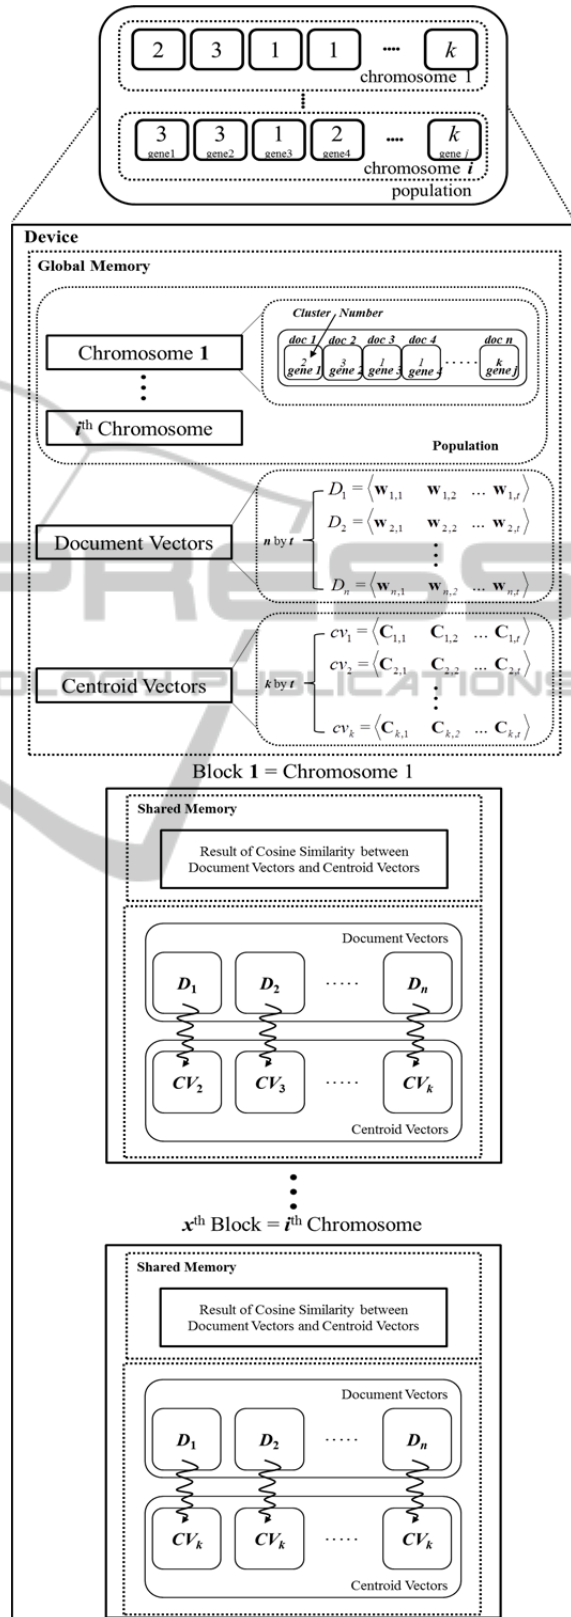 2 3 1 1 ···· k
chromosome 1
3 3 1 2 ···· k
gene1 gene2 gene3 gene4 gene j
chromosome i
population
Device
Global Memory
Cluster Number
doc 1 doc 2 doc 3 doc 4 doc n
2 3 1 1 ····· k
gene 1 gene 2 gene 3 gene 4 gene j
Chromosome 1
i th Chromosome
Population
Document Vectors
n by t
D1 = ⟨w1,1 w1,2 ... w1,t⟩
D2 = ⟨w2,1 w2,2 ... w2,t⟩
Dn = ⟨wn,1 wn,2 ... wn,t⟩
Centroid Vectors
k by t
cv1 = ⟨C1,1 C1,2 ... C1,t⟩
cv2 = ⟨C2,1 C2,2 ... C2,t⟩
cvk = ⟨Ck,1 Ck,2 ... Ck,t⟩
PRESS
OLOGY PUBLICATIONS
Block 1 = Chromosome 1
Shared Memory
Result of Cosine Similarity between
Document Vectors and Centroid Vectors
Document Vectors
D1 D2 ····· Dn
CV2 CV3 ····· CVk
Centroid Vectors
x th Block = i th Chromosome
Shared Memory
Result of Cosine Similarity between
Document Vectors and Centroid Vectors
Document Vectors
D1 D2 ····· Dn
CVk CVk ····· CVk
Centroid Vectors